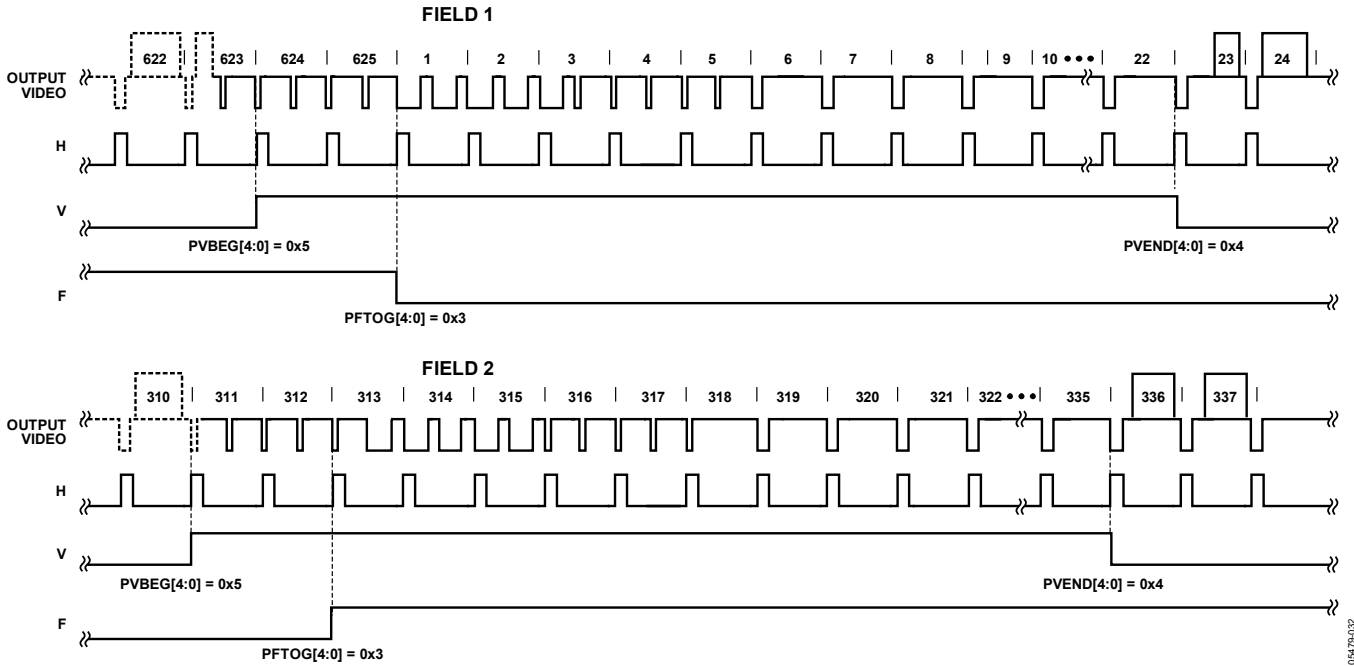 FIELD 1
622 623 624 625 1 2 3 4 5 6 7 8 9 10 ••• 22 23 24
OUTPUT
VIDEO
H
V
PVBEG[4:0] = 0x5 PVEND[4:0] = 0x4
F
PFTOG[4:0] = 0x3
FIELD 2
310 311 312 313 314 315 316 317 318 319 320 321 322 ••• 335 336 337
OUTPUT
VIDEO
H
V
PVBEG[4:0] = 0x5 PVEND[4:0] = 0x4
F
PFTOG[4:0] = 0x3
05479-032